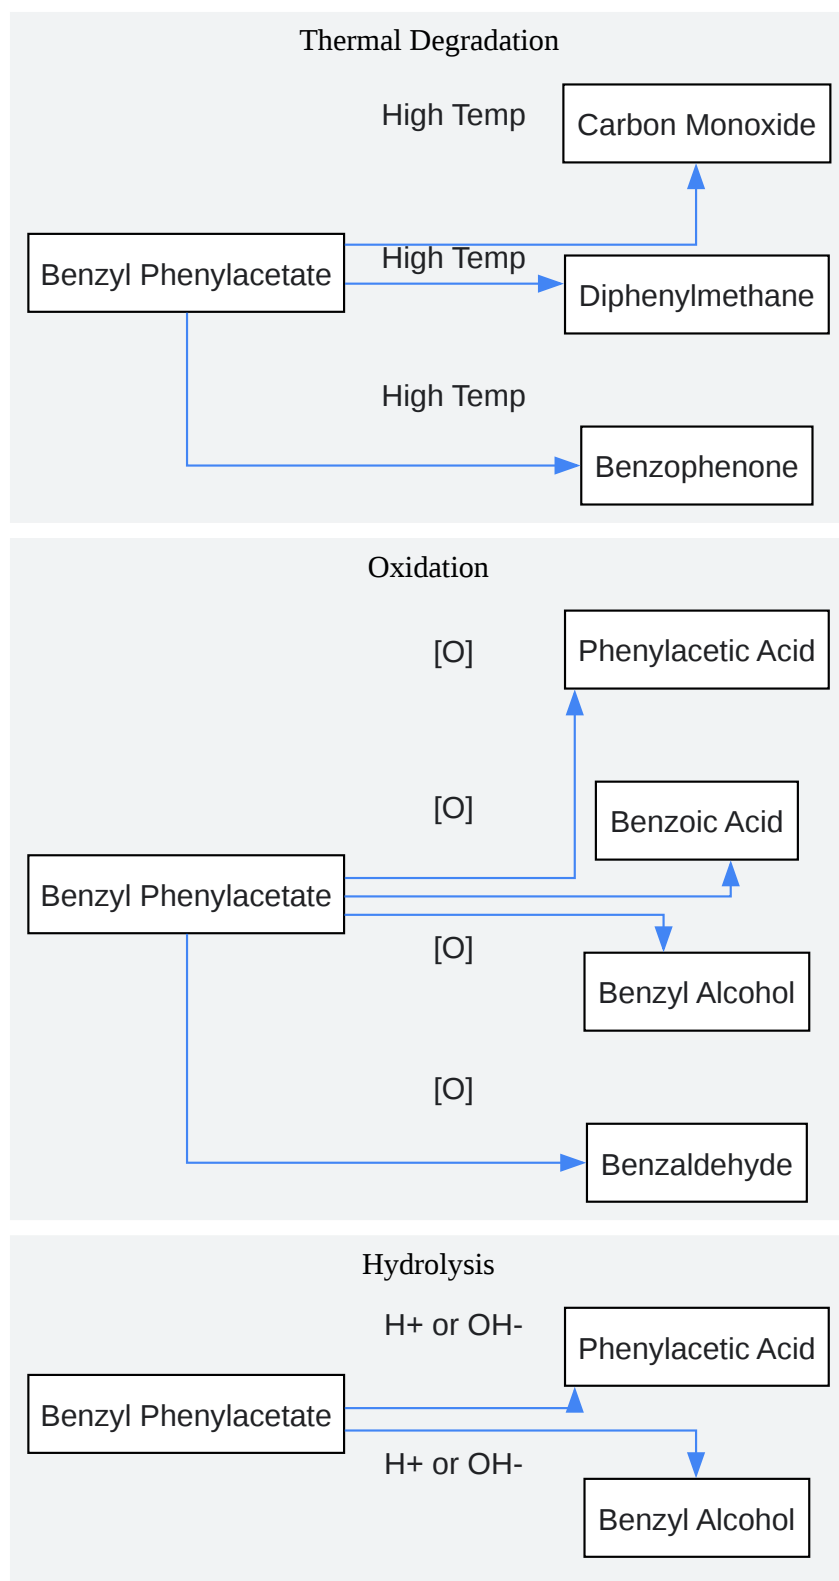 Thermal Degradation
High Temp
Carbon Monoxide
Benzyl Phenylacetate
High Temp
Diphenylmethane
High Temp
Benzophenone
Oxidation
[O]
Phenylacetic Acid
[O]
Benzoic Acid
Benzyl Phenylacetate
[O]
Benzyl Alcohol
[O]
Benzaldehyde
Hydrolysis
H+ or OH-
Phenylacetic Acid
Benzyl Phenylacetate
H+ or OH-
Benzyl Alcohol